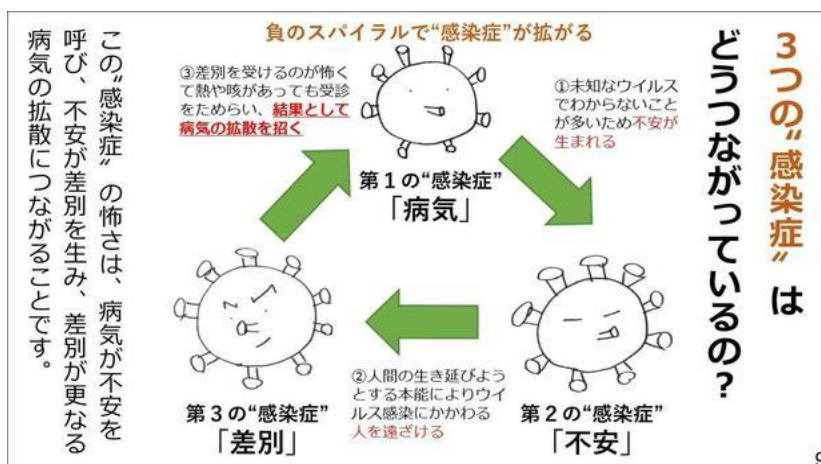 3つの“感染症”は
どうつながっているの？
負のスパイラルで“感染症”が拡がる
①未知なウイルス
でわからないこと
が多いため不安が
生まれる
③差別を受けるのが怖く
て熱や咳があっても受診
をためらい、結果として
病気の拡散を招く
第１の“感染症”
「病気」
第２の“感染症”
「不安」
②人間の生き延びよう
とする本能によりウイ
ルス感染にかかわる
人を遠ざける
第３の“感染症”
「差別」
この“感染症”の怖さは、病気が不安を
呼び、不安が差別を生み、差別が更なる
病気の拡散につながることです。